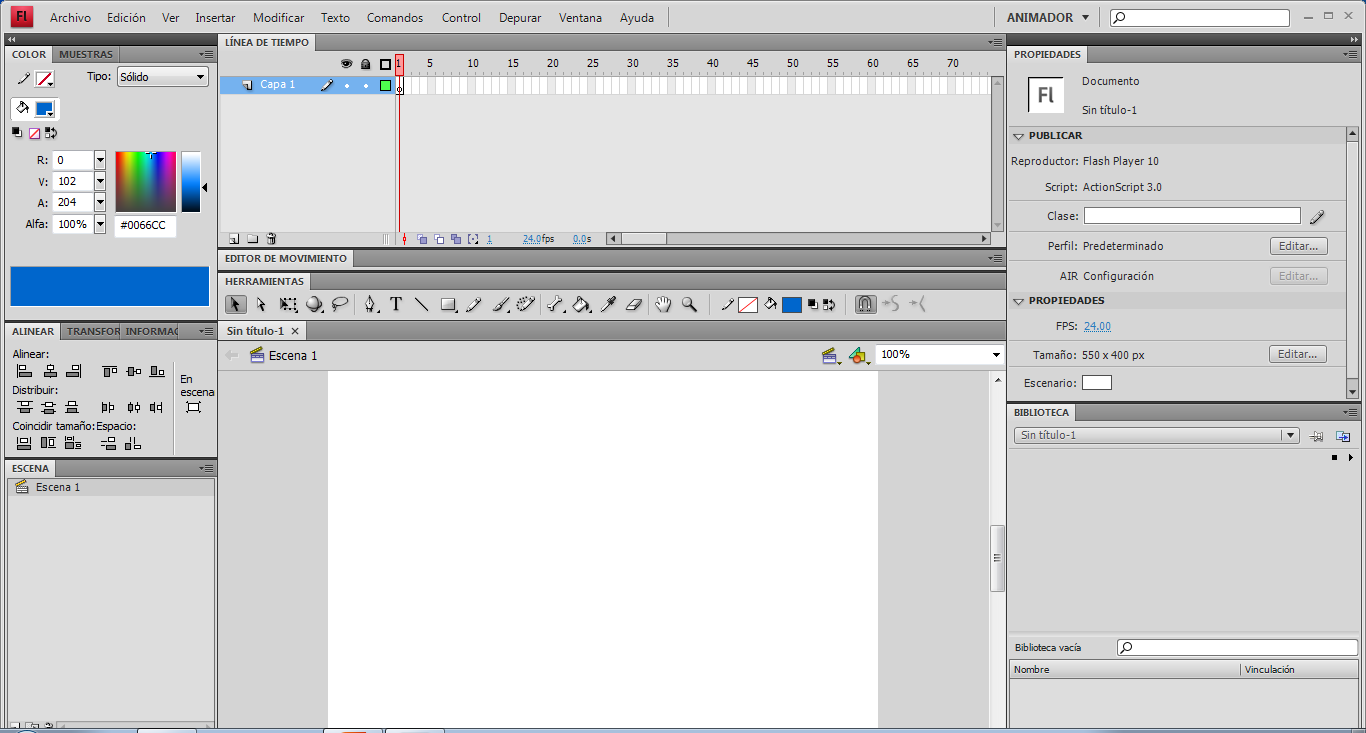 Fl Archivo Edición Ver Insertar Modificar Texto Comandos Control Depurar Ventana Ayuda ANIMADOR
COLOR MUESTRAS
Tipo: Sólido
R: 0
V: 102
A: 204
Alfa: 100% #0066CC
ALINEAR TRANSFOR INFORMAC
Alinear:
En escena
Distribuir:
Coincidir tamaño: Espacio:
ESCENA
Escena 1
LÍNEA DE TIEMPO
1 5 10 15 20 25 30 35 40 45 50 55 60 65 70
Capa 1
1 24.0fps 0.0s
EDITOR DE MOVIMIENTO
HERRAMIENTAS
Sin título-1
Escena 1 100%
PROPIEDADES
Fl Documento
Sin título-1
PUBLICAR
Reproductor: Flash Player 10
Script: ActionScript 3.0
Clase:
Perfil: Predeterminado Editar...
AIR Configuración Editar...
PROPIEDADES
FPS: 24.00
Tamaño: 550 x 400 px Editar...
Escenario:
BIBLIOTECA
Sin título-1
Biblioteca vacía
Nombre Vinculación